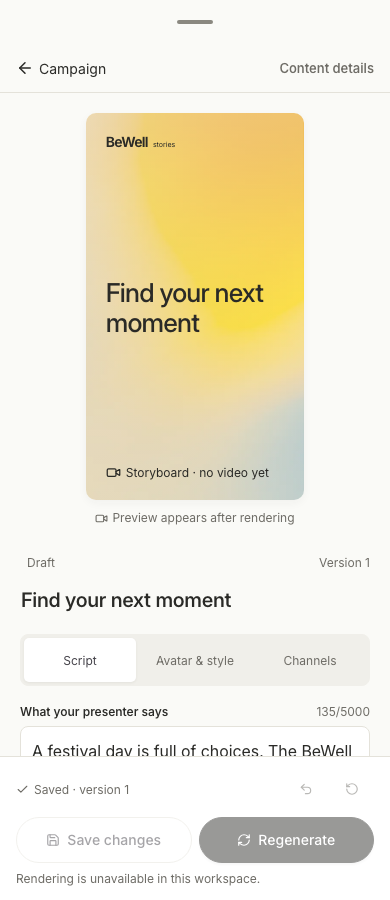 Campaign
Content details
BeWell stories
Find your next
moment
Storyboard · no video yet
Preview appears after rendering
Draft
Version 1
Find your next moment
Script
Avatar & style
Channels
What your presenter says
135/5000
A festival day is full of choices. The BeWell
Saved · version 1
Save changes
Regenerate
Rendering is unavailable in this workspace.